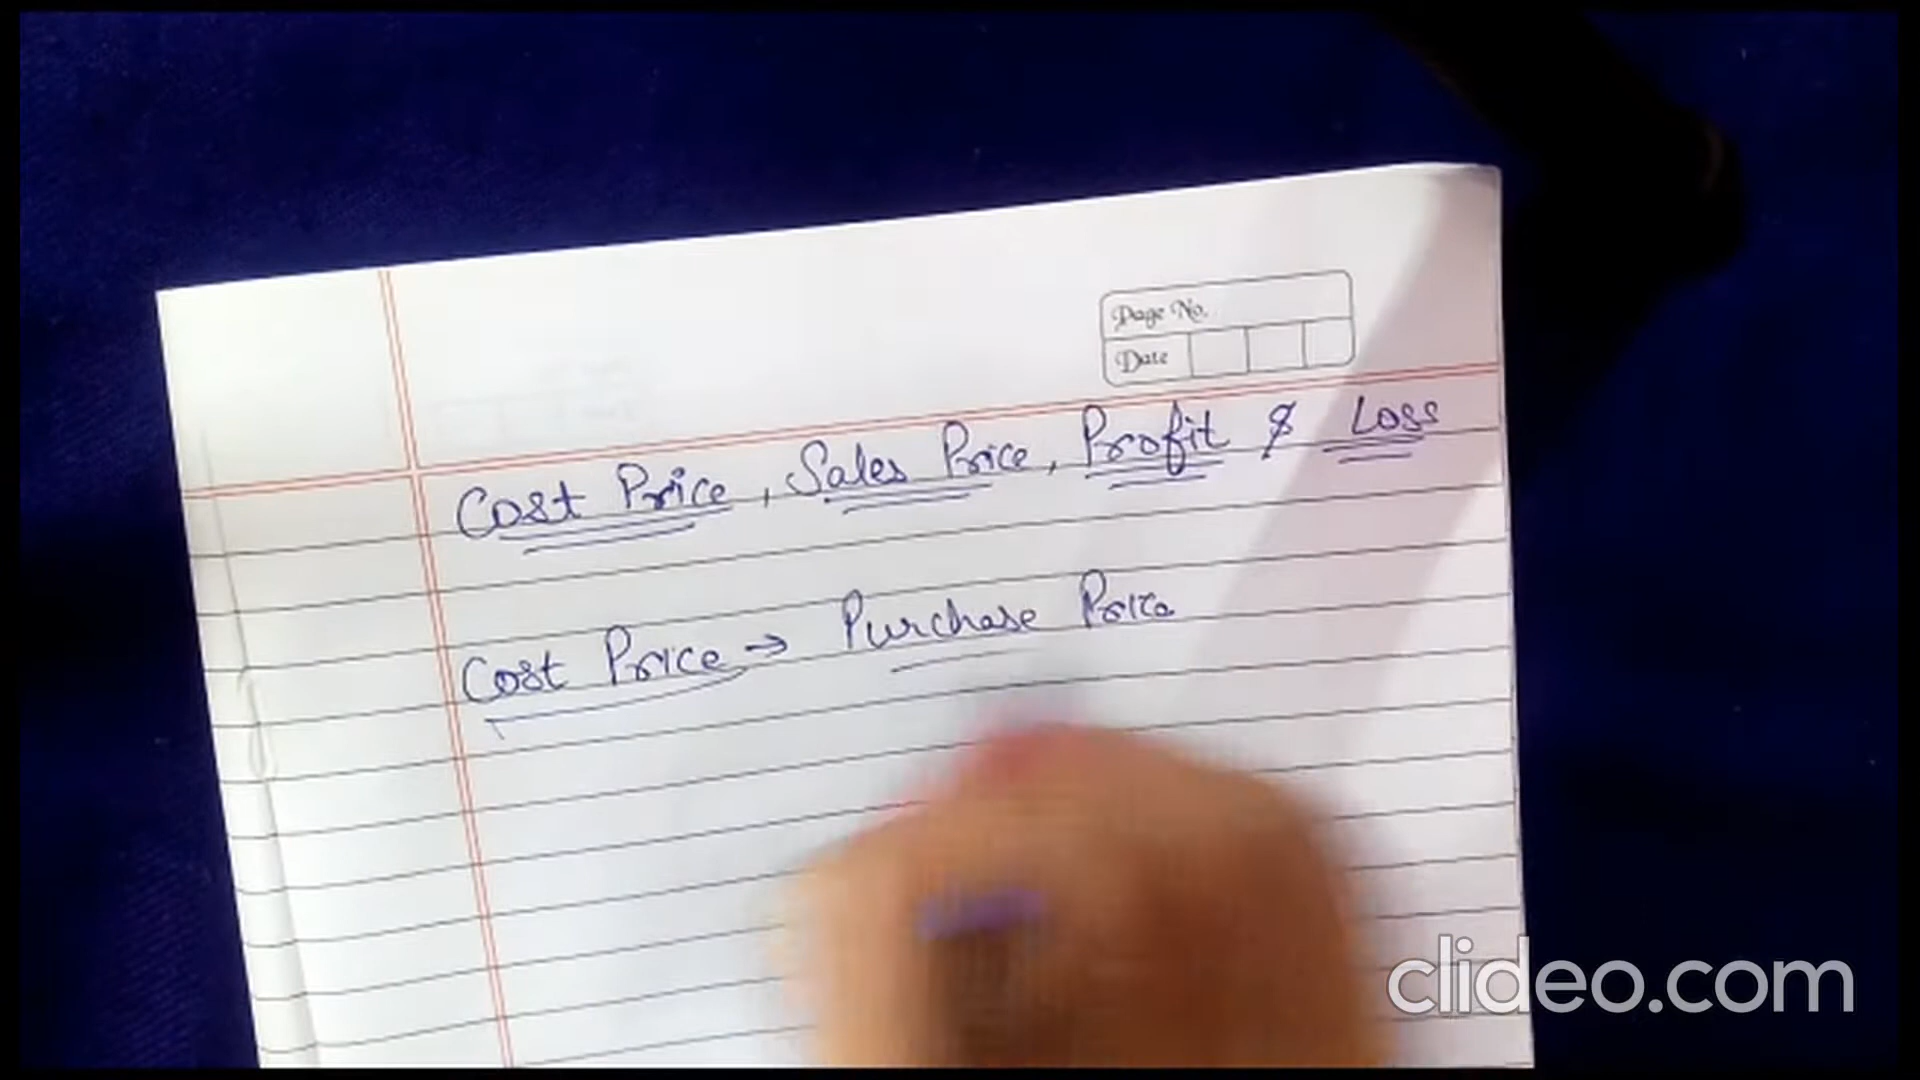 Page No.
Date
Cost Price, Sales Price, Profit & Loss
Cost Price → Purchase Price
clideo.com